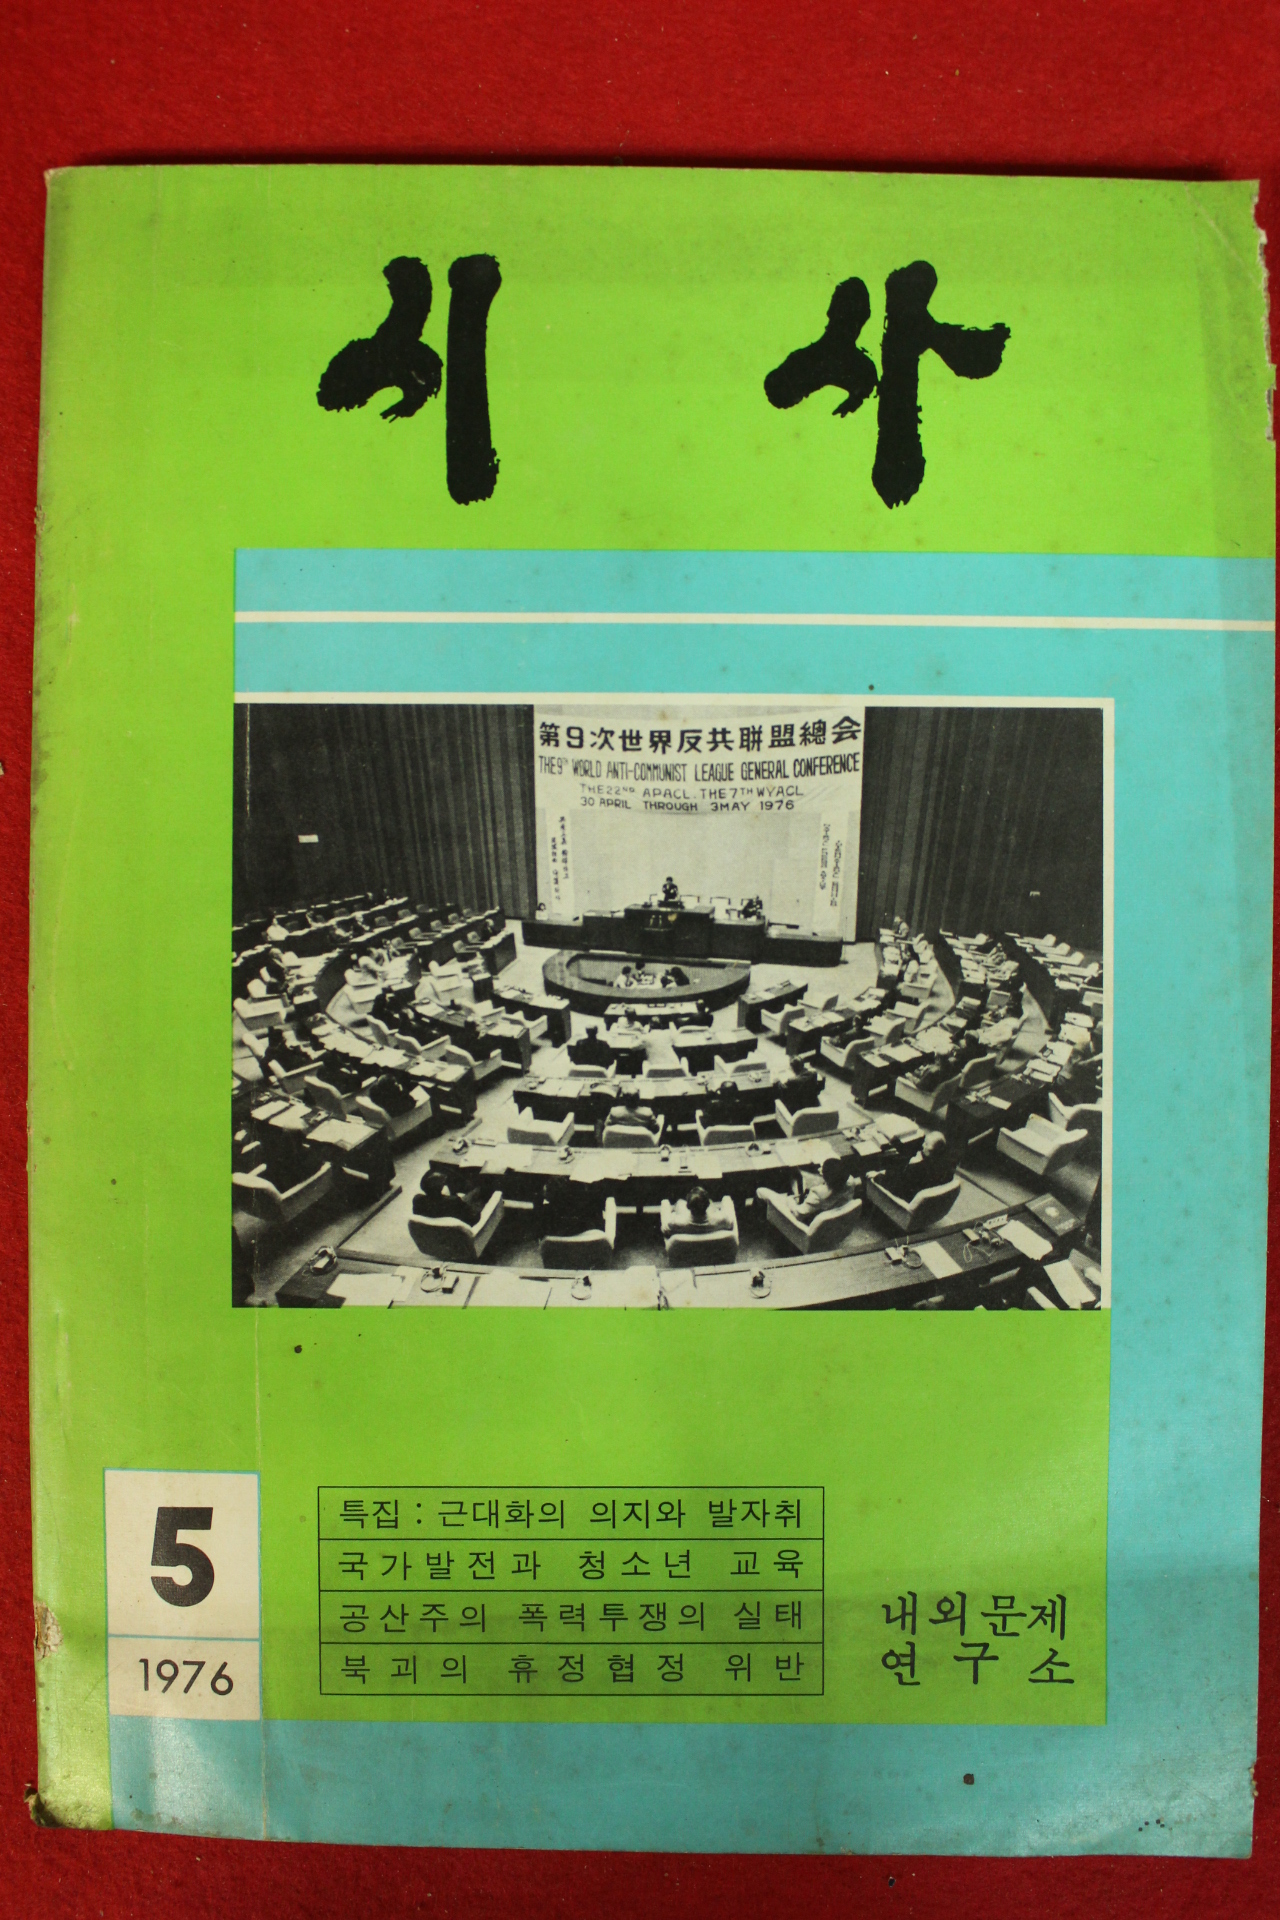 시 사
第9次世界反共联盟總会
THE 9TH WORLD ANTI-COMMUNIST LEAGUE GENERAL CONFERENCE
THE 22ND APACL. THE 7TH WYACL
30 APRIL THROUGH 3 MAY 1976
5
1976
특집 : 근대화의 의지와 발자취
국가발전과 청소년 교육
공산주의 폭력투쟁의 실태
북괴의 휴정협정 위반
내외문제
연구소